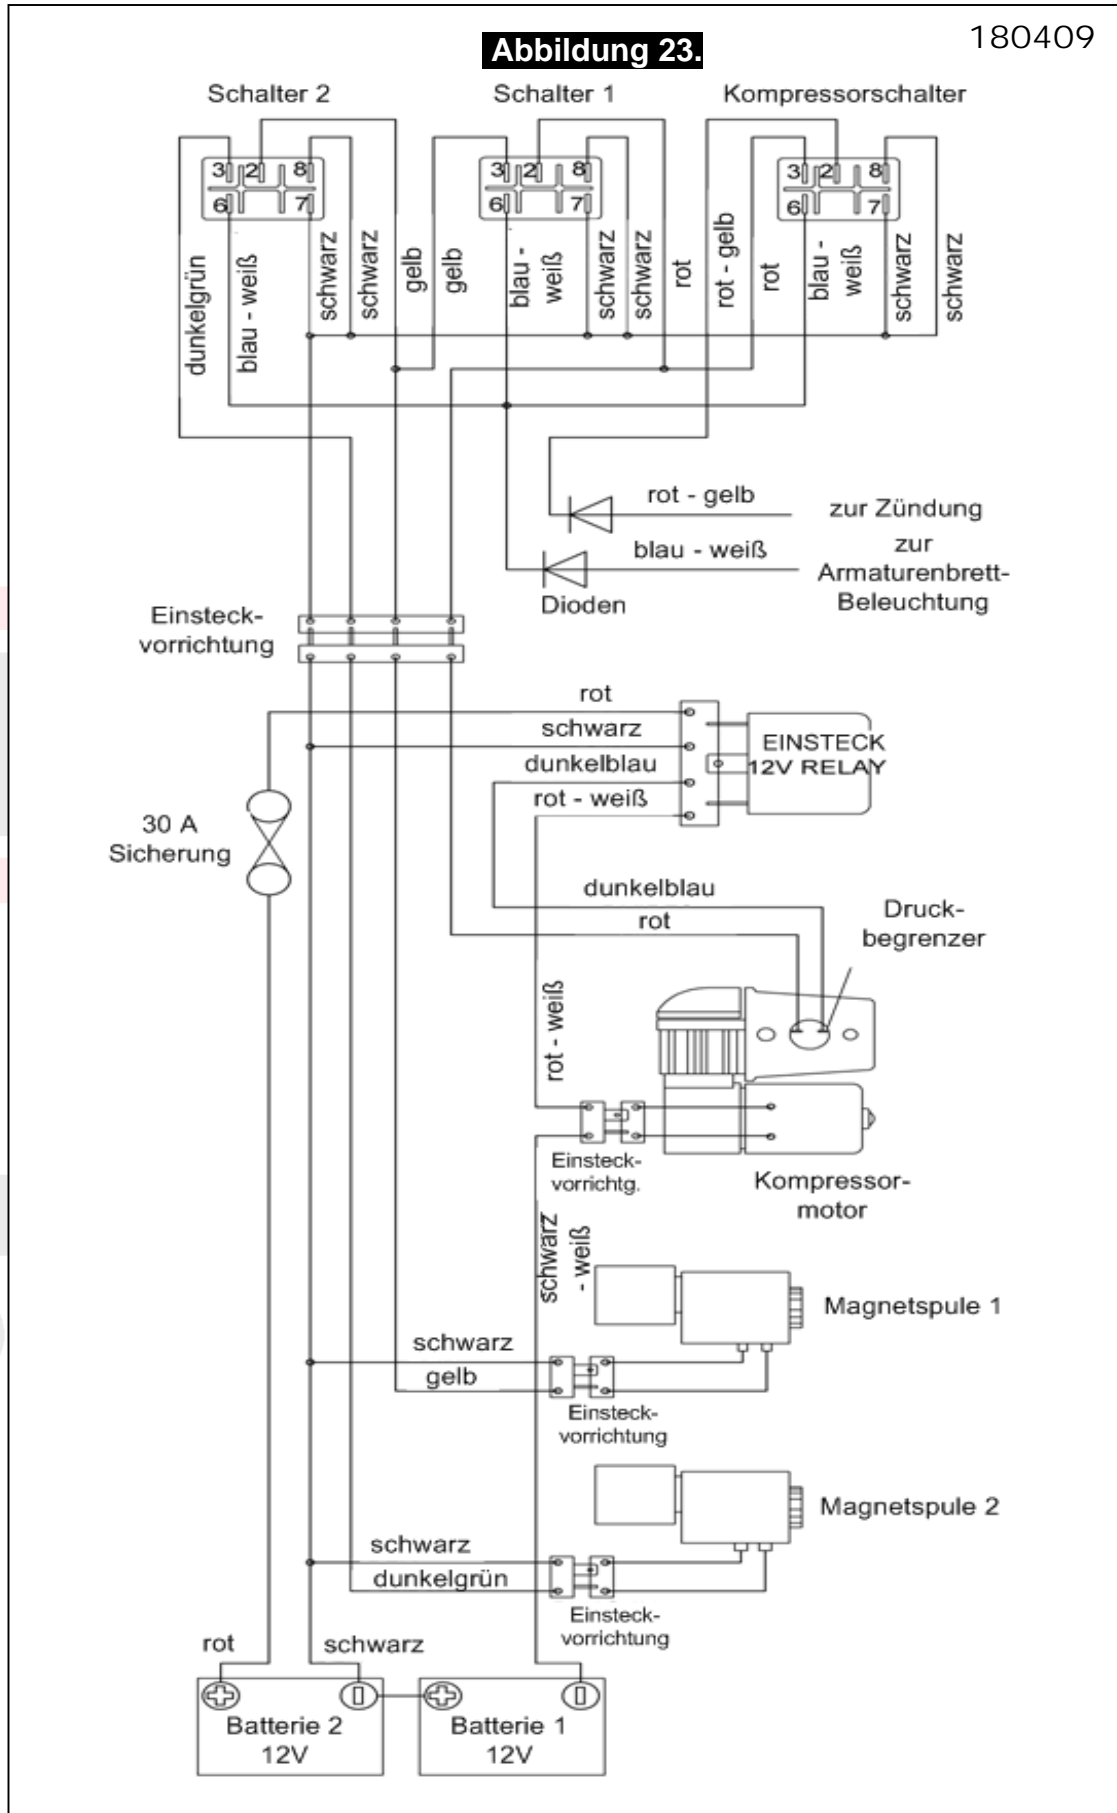 180409
Abbildung 23.
Schalter 2
Schalter 1
Kompressorschalter
3 2 8
6 7
3 2 8
6 7
3 2 8
6 7
dunkelgrün
blau - weiß
schwarz
schwarz
gelb
gelb
blau -
weiß
schwarz
schwarz
rot
rot - gelb
rot
blau -
weiß
schwarz
schwarz
rot - gelb
zur Zündung
blau - weiß
zur
Armaturenbrett-
Beleuchtung
Dioden
Einsteck-
vorrichtung
rot
schwarz
dunkelblau
rot - weiß
EINSTECK
12V RELAY
30 A
Sicherung
dunkelblau
rot
Druck-
begrenzer
rot - weiß
Einsteck-
vorrichtg.
Kompressor-
motor
schwarz
- weiß
Magnetspule 1
schwarz
gelb
Einsteck-
vorrichtung
Magnetspule 2
schwarz
dunkelgrün
Einsteck-
vorrichtung
rot
schwarz
Batterie 2
12V
Batterie 1
12V